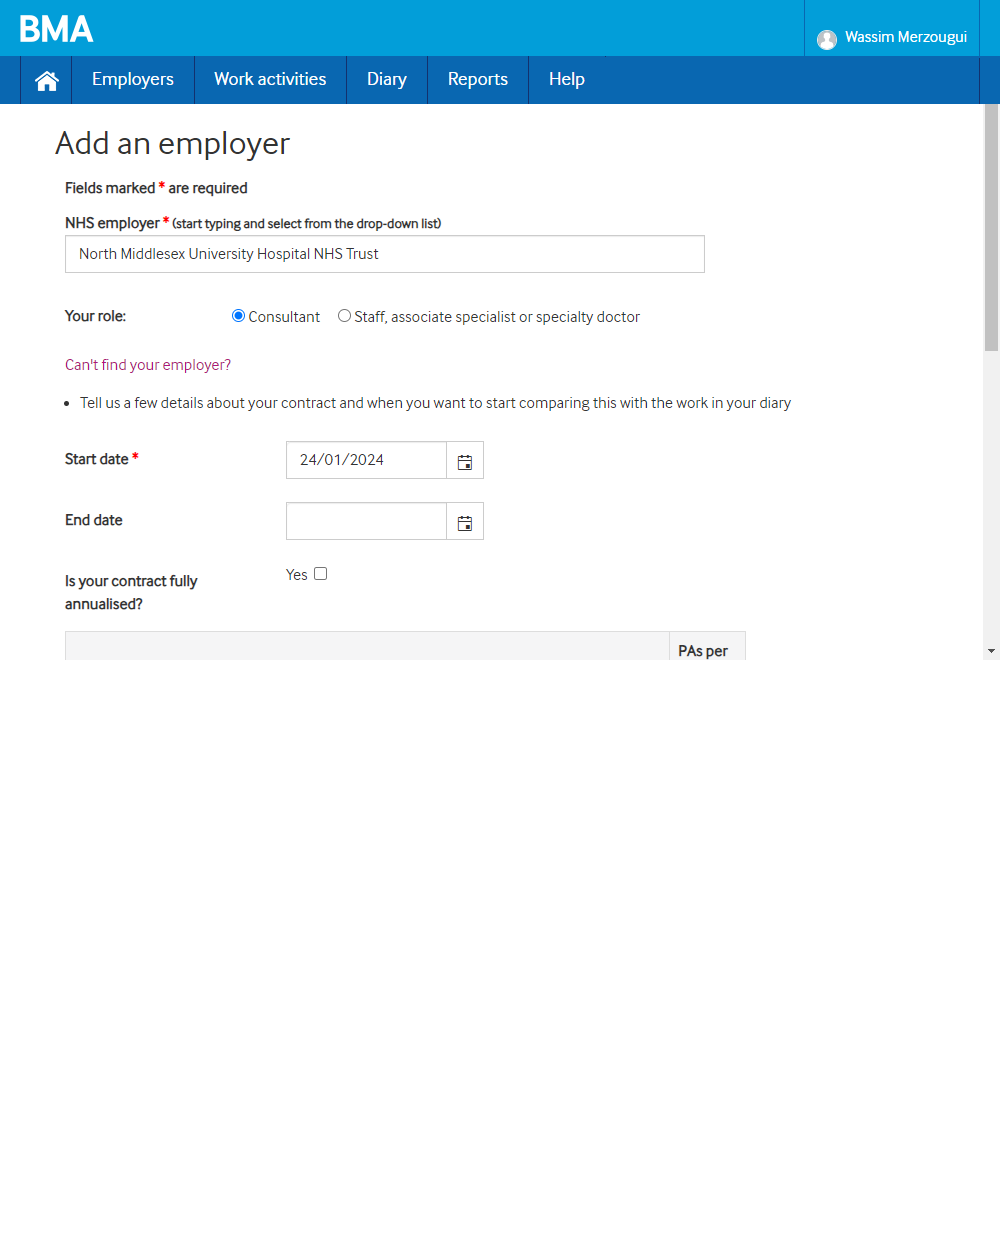 BMA
Wassim Merzougui
Employers Work activities Diary Reports Help
Add an employer
Fields marked * are required
NHS employer * (start typing and select from the drop-down list)
North Middlesex University Hospital NHS Trust
Your role: Consultant Staff, associate specialist or specialty doctor
Can't find your employer?
• Tell us a few details about your contract and when you want to start comparing this with the work in your diary
Start date * 24/01/2024
End date
Is your contract fully annualised? Yes
PAs per